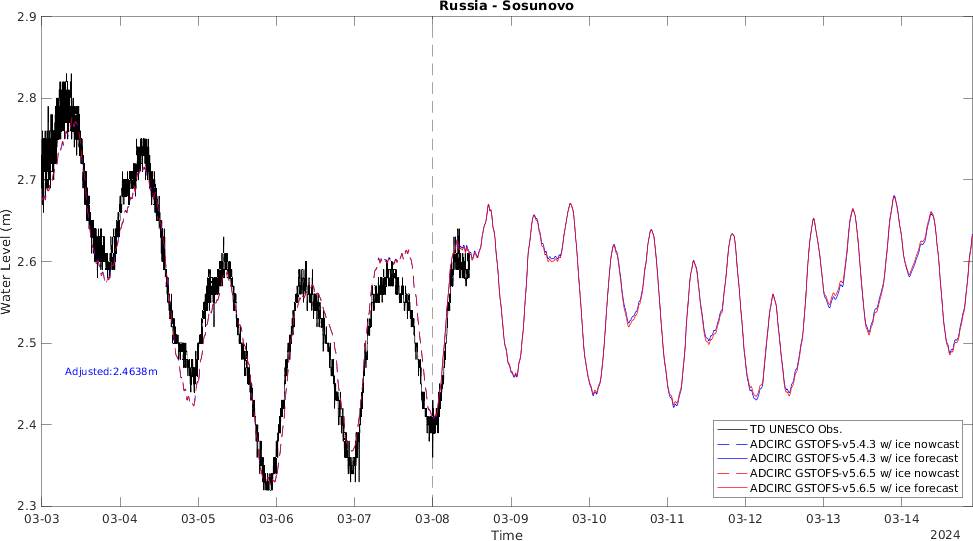 Russia - Sosunovo
2.9
2.8
2.7
2.6
2.5
2.4
2.3
Water Level (m)
Adjusted:2.4638m
TD UNESCO Obs.
ADCIRC GSTOFS-v5.4.3 w/ ice nowcast
ADCIRC GSTOFS-v5.4.3 w/ ice forecast
ADCIRC GSTOFS-v5.6.5 w/ ice nowcast
ADCIRC GSTOFS-v5.6.5 w/ ice forecast
03-03 03-04 03-05 03-06 03-07 03-08 03-09 03-10 03-11 03-12 03-13 03-14
Time
2024